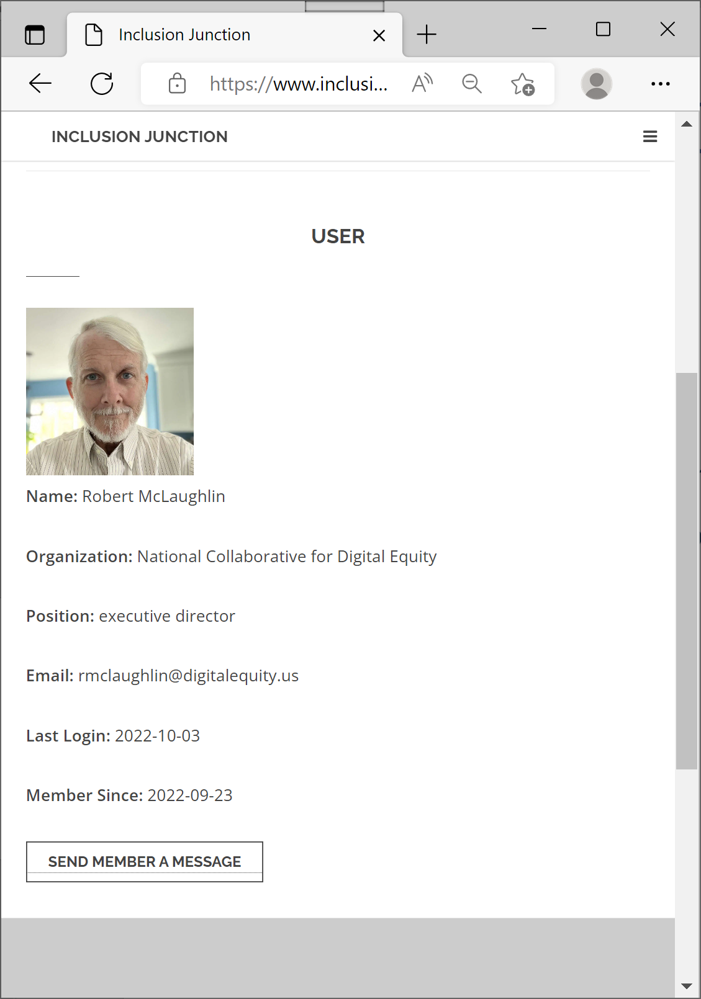 Inclusion Junction
https://www.inclusi...
INCLUSION JUNCTION
USER
Name: Robert McLaughlin
Organization: National Collaborative for Digital Equity
Position: executive director
Email: rmclaughlin@digitalequity.us
Last Login: 2022-10-03
Member Since: 2022-09-23
SEND MEMBER A MESSAGE